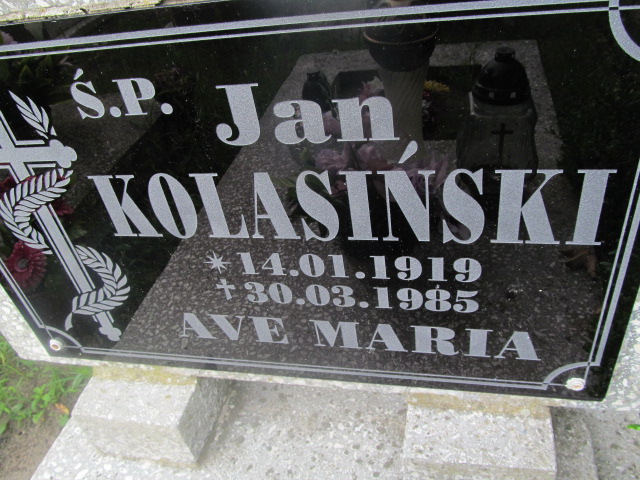 Ś.P. Jan
KOLASIŃSKI
* 14.01.1919
† 30.03.1985
AVE MARIA